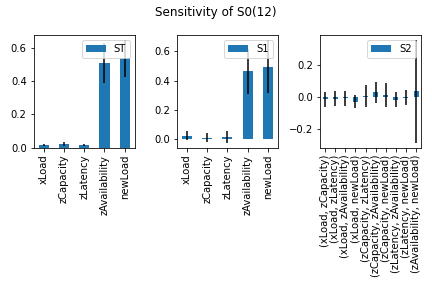 Sensitivity of S0(12)
ST
0.6
0.4
0.2
0.0
xLoad
zCapacity
zLatency
zAvailability
newLoad
S1
0.6
0.4
0.2
0.0
xLoad
zCapacity
zLatency
zAvailability
newLoad
S2
0.2
0.0
−0.2
(xLoad, zCapacity)
(xLoad, zLatency)
(xLoad, zAvailability)
(xLoad, newLoad)
(zCapacity, zLatency)
(zCapacity, zAvailability)
(zCapacity, newLoad)
(zLatency, zAvailability)
(zLatency, newLoad)
(zAvailability, newLoad)